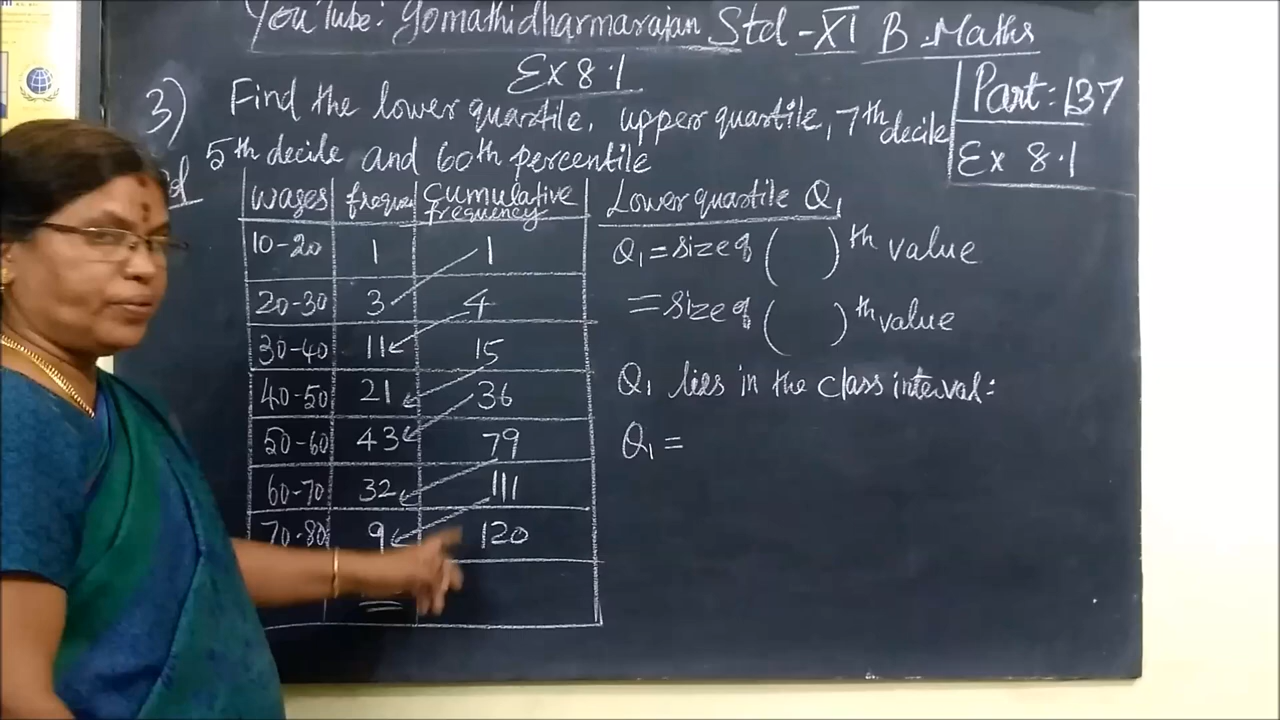 YouTube: Gomathidharmarajan Std-XI B.Maths
Ex 8.1
Part: 137
Ex 8.1
3) Find the lower quartile, upper quartile, 7th decile
5th decile and 60th percentile
wages freque Cumulative frequency
10-20 1 1
20-30 3 4
30-40 11 15
40-50 21 36
50-60 43 79
60-70 32 111
70-80 9 120
Lower quartile Q1
Q1 = size of ( )th value
= size of ( )th value
Q1 lies in the class interval:
Q1 =